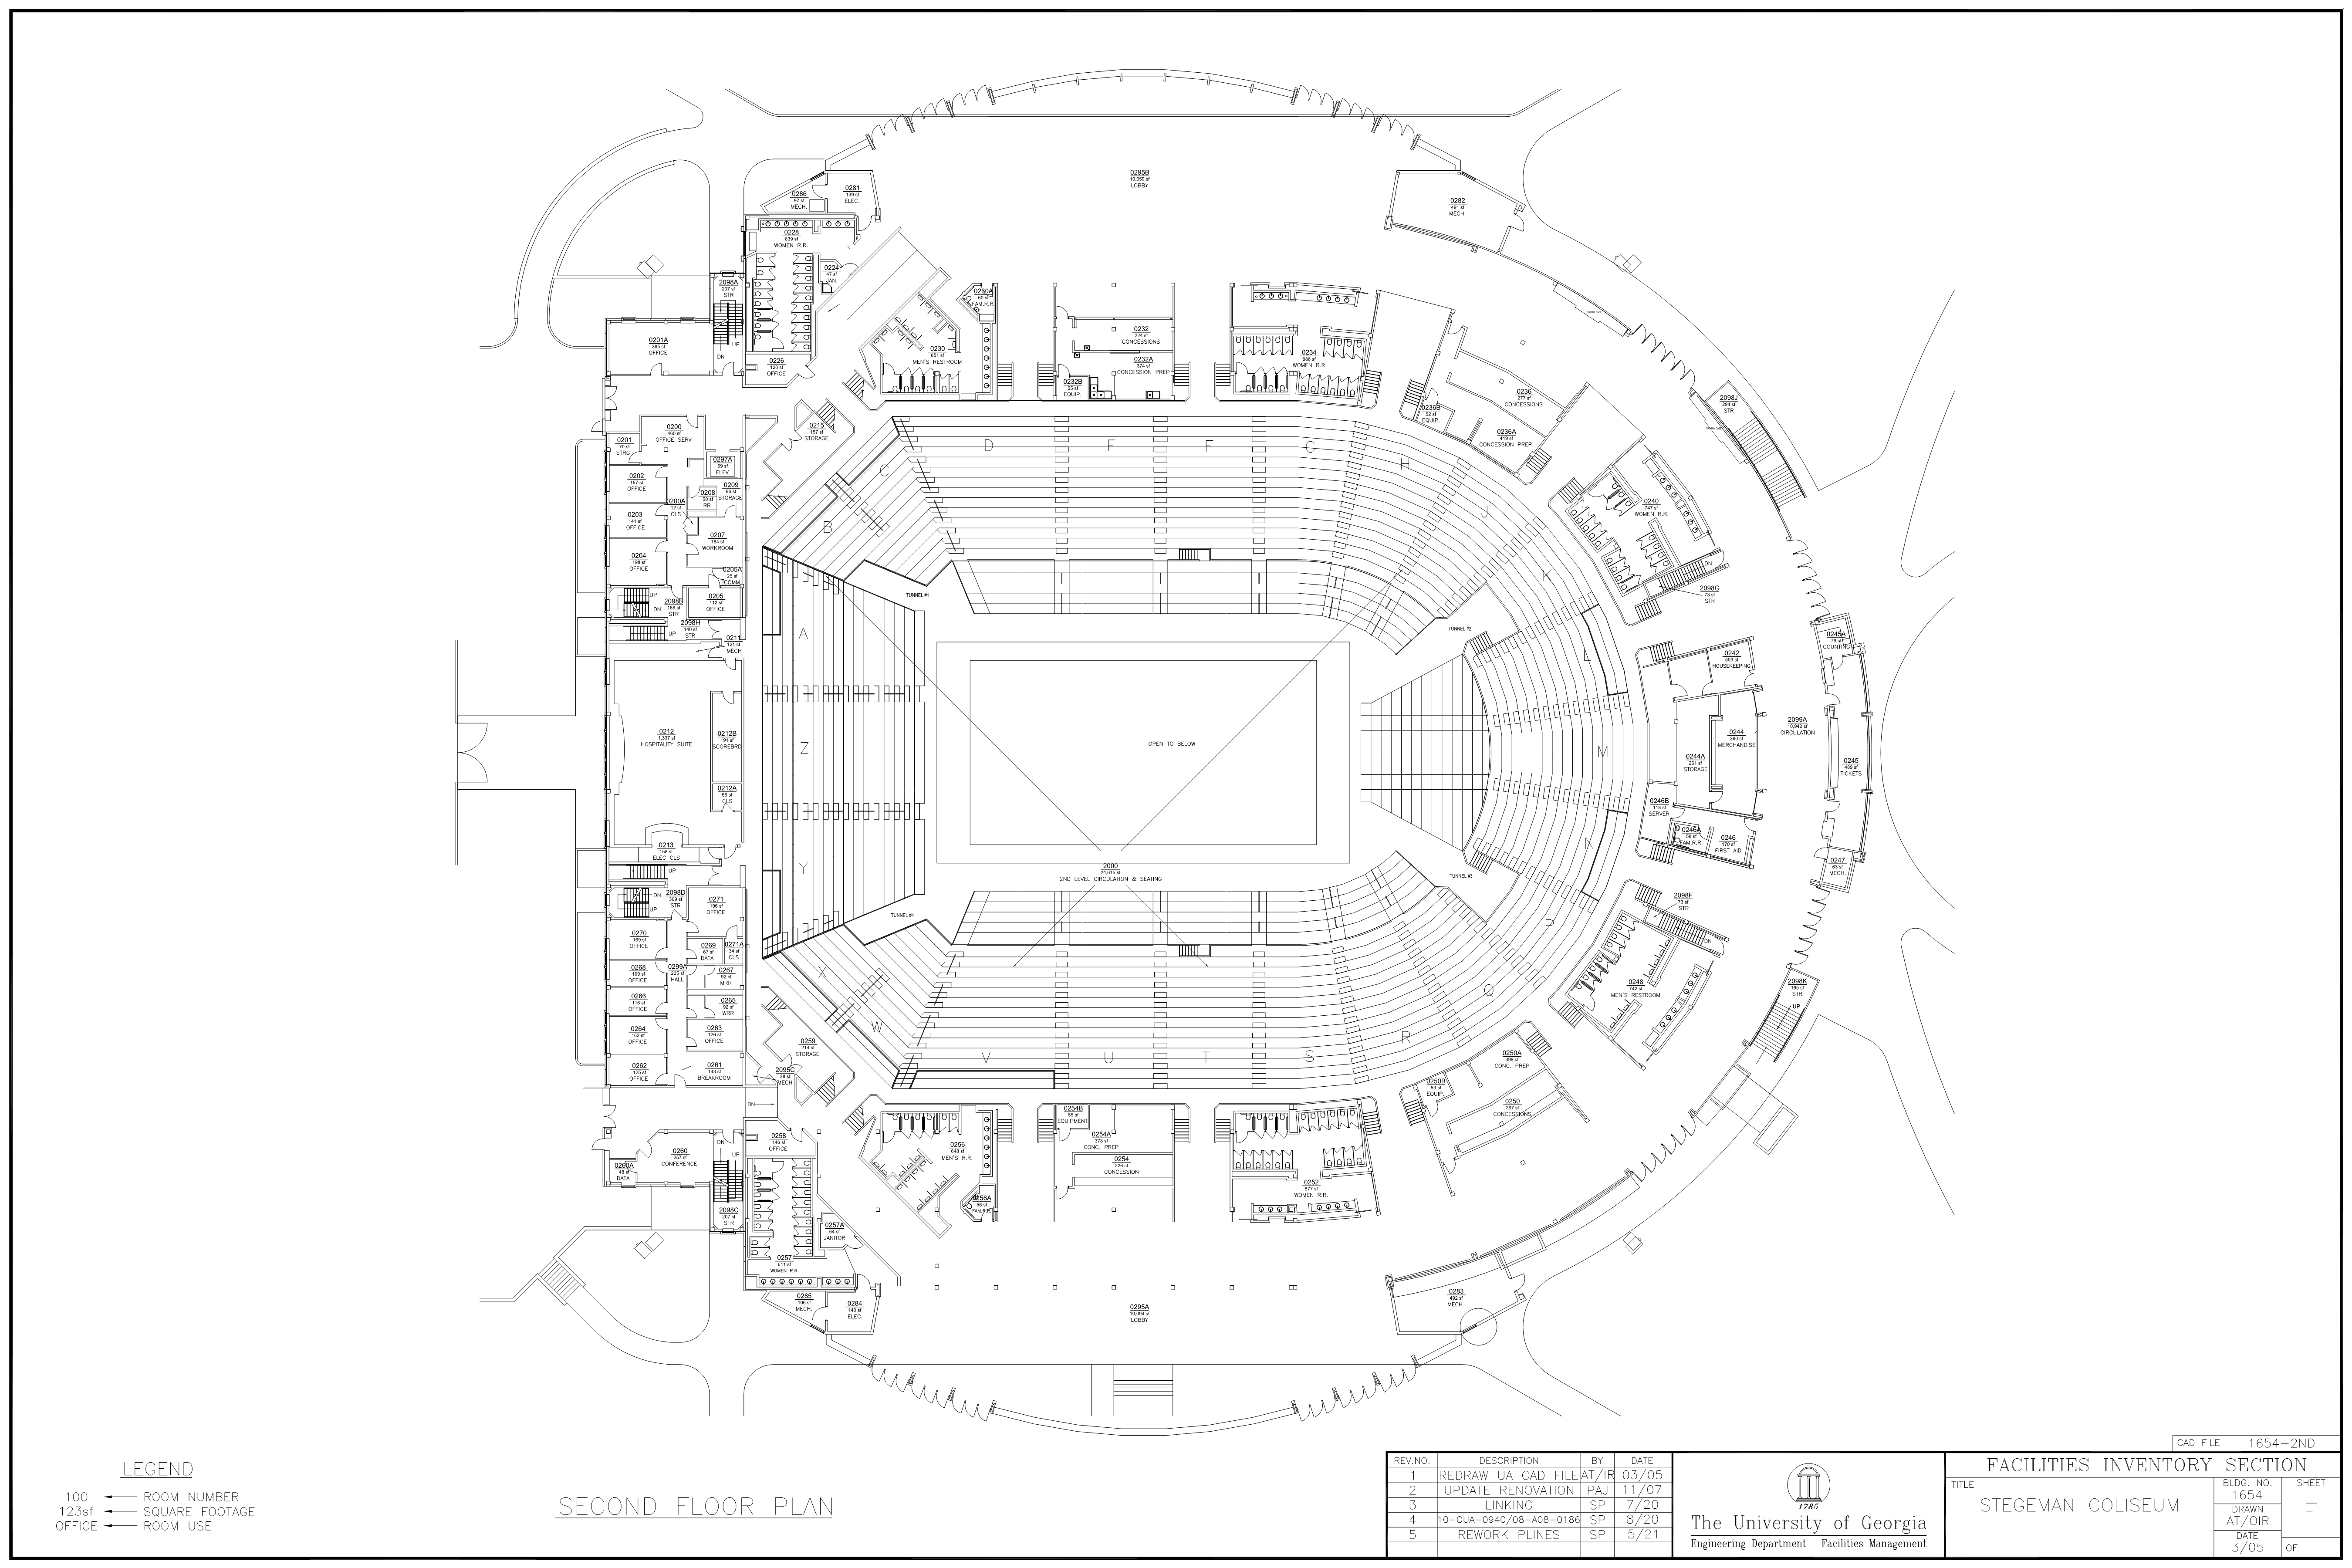 0295B
10,059 sf
LOBBY
0286
97 sf
MECH.
0281
139 sf
ELEC.
0282
491 sf
MECH.
0228
639 sf
WOMEN R.R.
0224
47 sf
JAN.
2098A
207 sf
STR
UP
DN
0230A
60 sf
FAM.R.R.
0201A
385 sf
OFFICE
0226
120 sf
OFFICE
0230
651 sf
MEN'S RESTROOM
0232
224 sf
CONCESSIONS
0232A
374 sf
CONCESSION PREP
0232B
55 sf
EQUIP.
0234
886 sf
WOMEN R.R
0236
277 sf
CONCESSIONS
0236B
52 sf
EQUIP.
0236A
419 sf
CONCESSION PREP.
2098J
294 sf
STR
0215
157 sf
STORAGE
0200
460 sf
OFFICE SERV
0201
70 sf
STRG
0297A
59 sf
ELEV
0202
157 sf
OFFICE
0208
50 sf
RR
0209
66 sf
STORAGE
0200A
12 sf
CLS
0203
141 sf
OFFICE
0207
184 sf
WORKROOM
0204
198 sf
OFFICE
0205A
25 sf
COMM
0205
112 sf
OFFICE
UP
DN
2098B
166 sf
STR
2098H
140 sf
STR
UP
0211
121 sf
MECH
0240
747 sf
WOMEN R.R.
DN
2098G
73 sf
STR
A
B
C
D
E
F
G
H
J
K
L
M
N
P
Q
R
S
T
U
V
W
X
Y
Z
TUNNEL #1
TUNNEL #2
TUNNEL #3
TUNNEL #4
OPEN TO BELOW
2000
24,615 sf
2ND LEVEL CIRCULATION & SEATING
0212
1,337 sf
HOSPITALITY SUITE
0212B
191 sf
SCOREBRD
0212A
56 sf
CLS
0213
158 sf
ELEC CLS
UP
0242
503 sf
HOUSEKEEPING
0245A
79 sf
COUNTING
2099A
10,942 sf
CIRCULATION
0244
360 sf
MERCHANDISE
0244A
261 sf
STORAGE
0245
489 sf
TICKETS
0246B
118 sf
SERVER
0246A
58 sf
FAM.R.R.
0246
170 sf
FIRST AID
0247
63 sf
MECH.
DN
UP
2098D
309 sf
STR
0271
196 sf
OFFICE
0270
169 sf
OFFICE
0269
67 sf
DATA
0271A
34 sf
CLS
0268
109 sf
OFFICE
0299A
225 sf
HALL
0267
92 sf
MRR
0266
116 sf
OFFICE
0265
92 sf
WRR
0264
162 sf
OFFICE
0263
126 sf
OFFICE
0262
125 sf
OFFICE
0261
143 sf
BREAKROOM
0259
214 sf
STORAGE
2095C
38 sf
MECH
DN
2098F
73 sf
STR
DN
0248
742 sf
MEN'S RESTROOM
2098K
195 sf
STR
UP
0250A
398 sf
CONC. PREP
0250B
53 sf
EQUIP.
0250
267 sf
CONCESSIONS
0258
146 sf
OFFICE
DN
UP
0260
257 sf
CONFERENCE
0260A
48 sf
DATA
2098C
207 sf
STR
0254B
55 sf
EQUIPMENT
0254A
378 sf
CONC. PREP
0254
226 sf
CONCESSION
0256
648 sf
MEN'S R.R.
0256A
56 sf
FAM.R.R.
0252
877 sf
WOMEN R.R.
0257A
64 sf
JANITOR
0257
611 sf
WOMEN R.R.
0285
106 sf
MECH.
0284
140 sf
ELEC.
0295A
10,094 sf
LOBBY
0283
492 sf
MECH.
LEGEND
100 ROOM NUMBER
123sf SQUARE FOOTAGE
OFFICE ROOM USE
SECOND FLOOR PLAN
CAD FILE 1654-2ND
REV.NO. DESCRIPTION BY DATE
1 REDRAW UA CAD FILE AT/IR 03/05
2 UPDATE RENOVATION PAJ 11/07
3 LINKING SP 7/20
4 10-OUA-0940/08-A08-0186 SP 8/20
5 REWORK PLINES SP 5/21
1785
The University of Georgia
Engineering Department Facilities Management
FACILITIES INVENTORY SECTION
TITLE
STEGEMAN COLISEUM
BLDG. NO.
1654
DRAWN
AT/OIR
DATE
3/05
SHEET
F
OF